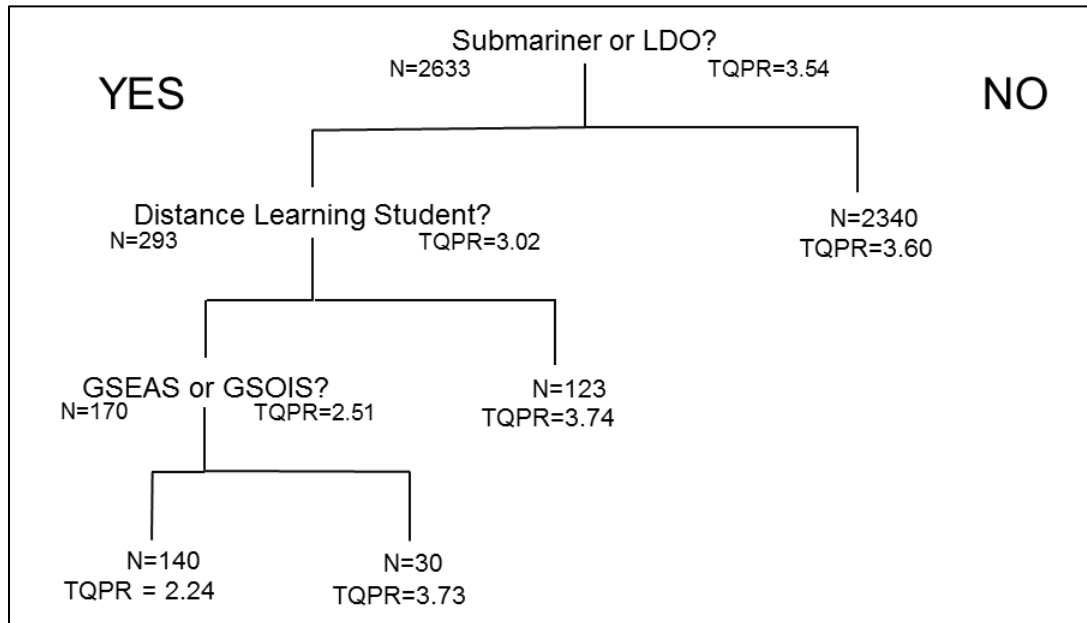 Submariner or LDO?
N=2633 TQPR=3.54
YES NO
Distance Learning Student?
N=293 TQPR=3.02
N=2340
TQPR=3.60
GSEAS or GSOIS?
N=170 TQPR=2.51
N=123
TQPR=3.74
N=140
TQPR = 2.24
N=30
TQPR=3.73